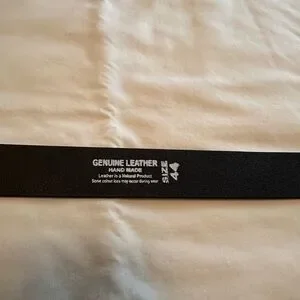 GENUINE LEATHER
HAND MADE
Leather is a Natural Product
Some colour loss may occur during wear
SIZE
44